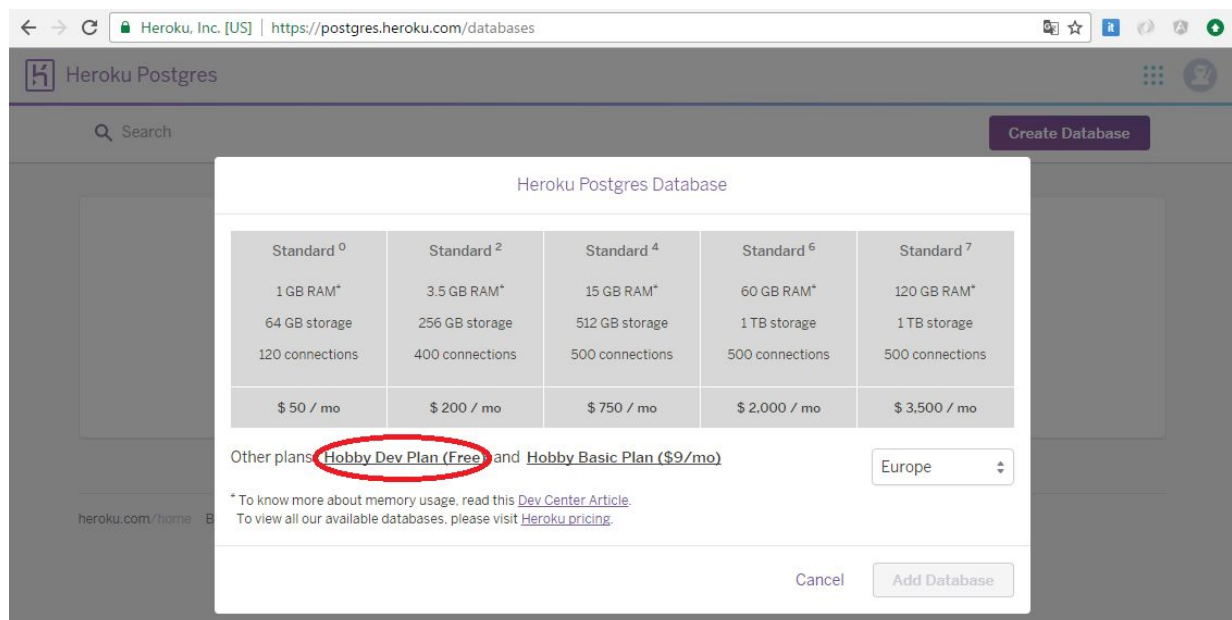 Heroku, Inc. [US] | https://postgres.heroku.com/databases
Heroku Postgres
Search
Create Database
Heroku Postgres Database
Standard 0 Standard 2 Standard 4 Standard 6 Standard 7
1 GB RAM* 3.5 GB RAM* 15 GB RAM* 60 GB RAM* 120 GB RAM*
64 GB storage 256 GB storage 512 GB storage 1 TB storage 1 TB storage
120 connections 400 connections 500 connections 500 connections 500 connections
$ 50 / mo $ 200 / mo $ 750 / mo $ 2,000 / mo $ 3,500 / mo
Other plans: Hobby Dev Plan (Free) and Hobby Basic Plan ($9/mo)
Europe
* To know more about memory usage, read this Dev Center Article.
To view all our available databases, please visit Heroku pricing.
heroku.com/home B
Cancel
Add Database